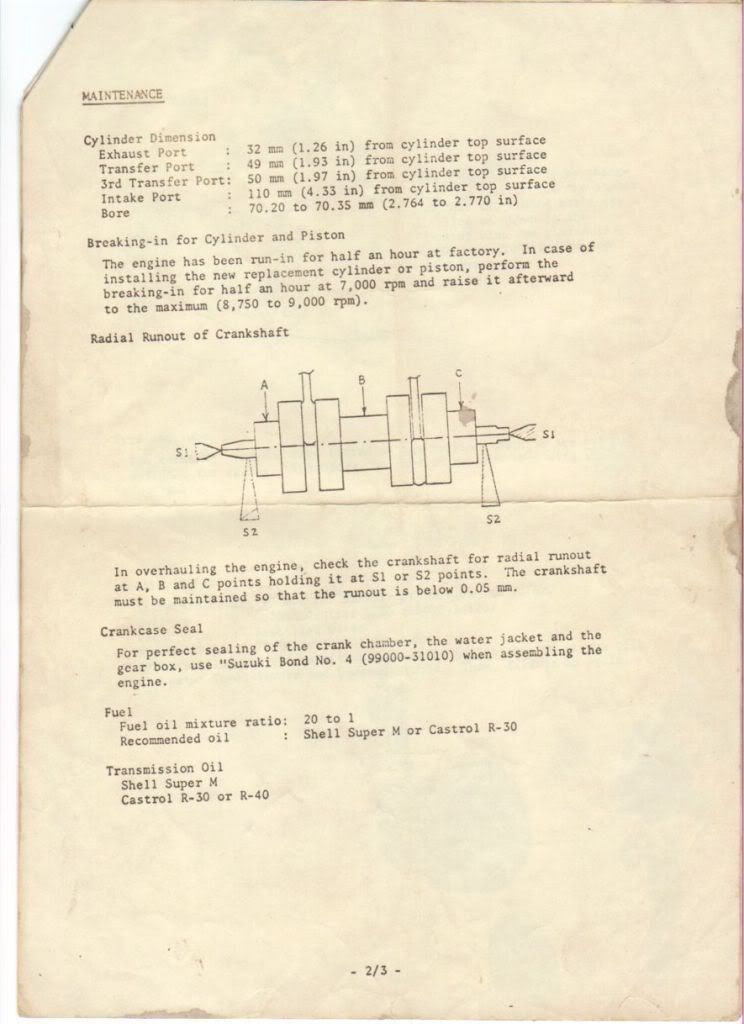 MAINTENANCE
Cylinder Dimension
Exhaust Port : 32 mm (1.26 in) from cylinder top surface
Transfer Port : 49 mm (1.93 in) from cylinder top surface
3rd Transfer Port: 50 mm (1.97 in) from cylinder top surface
Intake Port : 110 mm (4.33 in) from cylinder top surface
Bore : 70.20 to 70.35 mm (2.764 to 2.770 in)
Breaking-in for Cylinder and Piston
The engine has been run-in for half an hour at factory. In case of
installing the new replacement cylinder or piston, perform the
breaking-in for half an hour at 7,000 rpm and raise it afterward
to the maximum (8,750 to 9,000 rpm).
Radial Runout of Crankshaft
A B C
S1 S1
S2 S2
In overhauling the engine, check the crankshaft for radial runout
at A, B and C points holding it at S1 or S2 points. The crankshaft
must be maintained so that the runout is below 0.05 mm.
Crankcase Seal
For perfect sealing of the crank chamber, the water jacket and the
gear box, use "Suzuki Bond No. 4 (99000-31010) when assembling the
engine.
Fuel
Fuel oil mixture ratio: 20 to 1
Recommended oil : Shell Super M or Castrol R-30
Transmission Oil
Shell Super M
Castrol R-30 or R-40
- 2/3 -